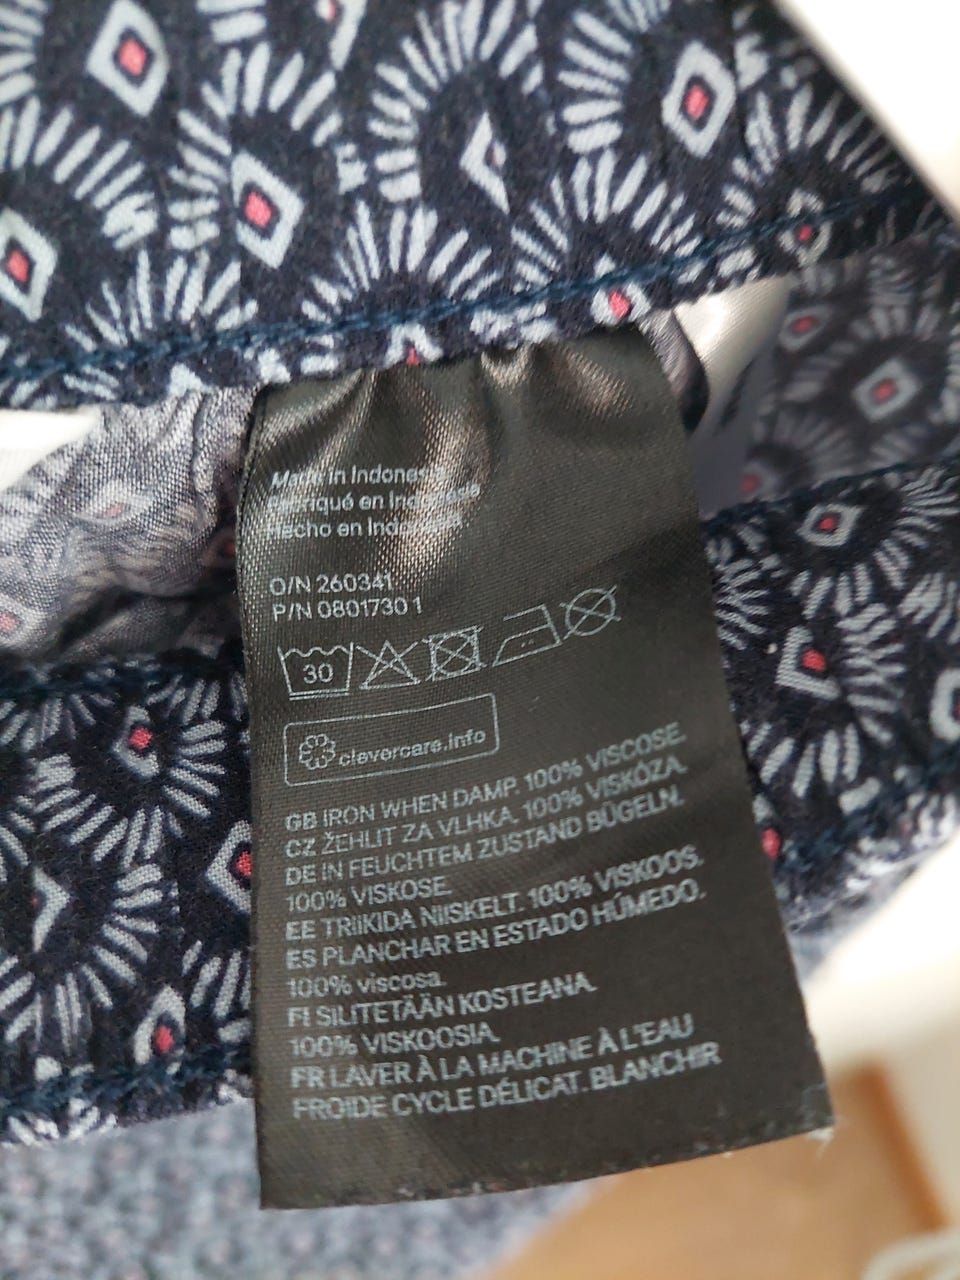 Made in Indonesia
Fabriqué en Indonésie
Hecho en Indonesia
O/N 260341
P/N 0801730 1
30
clevercare.info
GB IRON WHEN DAMP. 100% VISCOSE.
CZ ŽEHLIT ZA VLHKA. 100% VISKÓZA.
DE IN FEUCHTEM ZUSTAND BÜGELN.
100% VISKOSE.
EE TRIIKIDA NIISKELT. 100% VISKOOS.
ES PLANCHAR EN ESTADO HÚMEDO.
100% viscosa.
FI SILITETÄÄN KOSTEANA.
100% VISKOOSIA.
FR LAVER À LA MACHINE À L'EAU
FROIDE CYCLE DÉLICAT. BLANCHIR